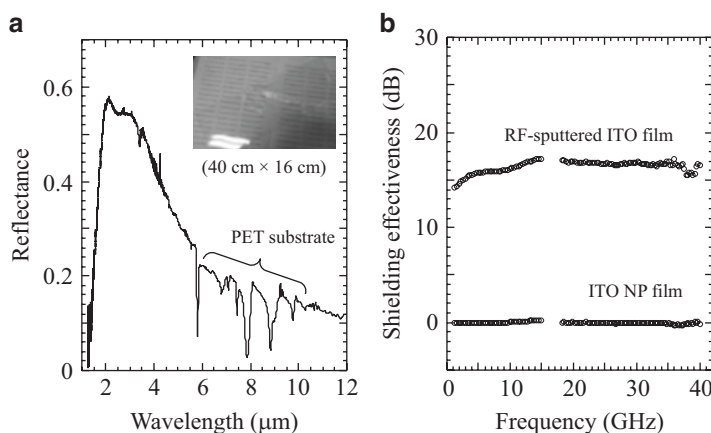 a
0.6
0.4
0.2
0
Reflectance
(40 cm × 16 cm)
PET substrate
2 4 6 8 10 12
Wavelength (μm)
b
30
20
10
0
Shielding effectiveness (dB)
RF-sputtered ITO film
ITO NP film
0 10 20 30 40
Frequency (GHz)